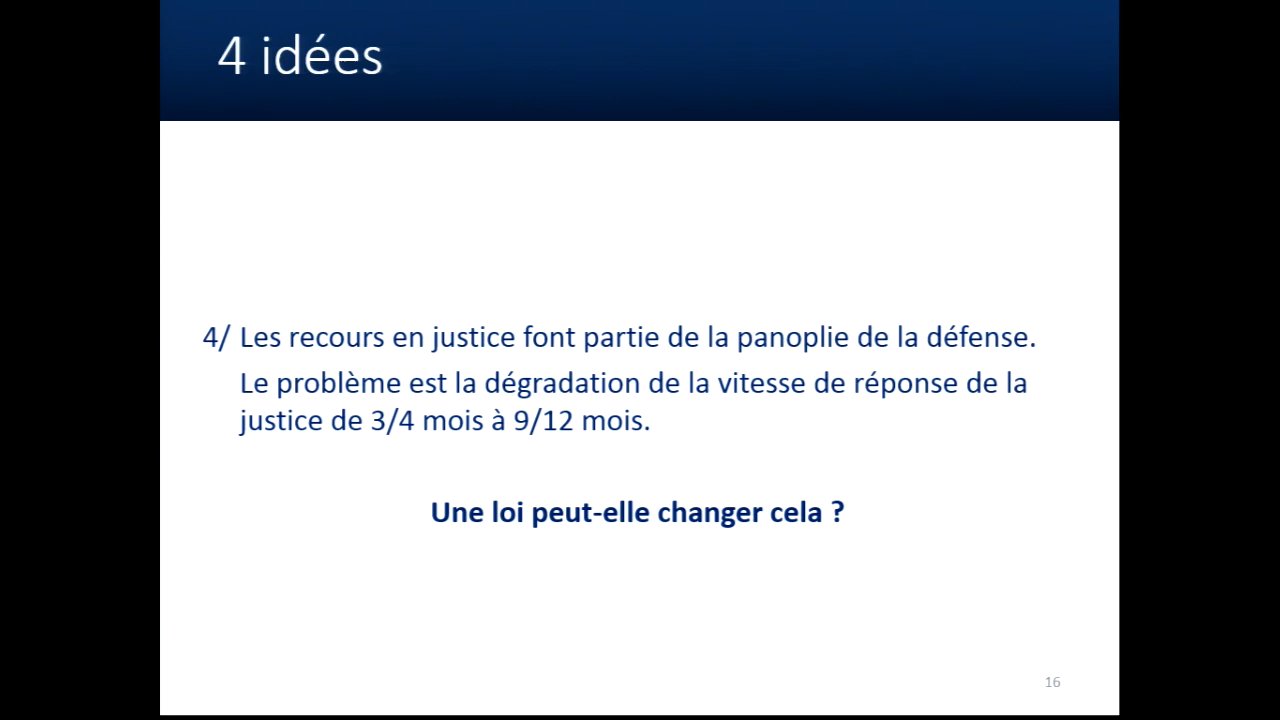 4 idées
4/ Les recours en justice font partie de la panoplie de la défense.
Le problème est la dégradation de la vitesse de réponse de la
justice de 3/4 mois à 9/12 mois.
Une loi peut-elle changer cela ?
16